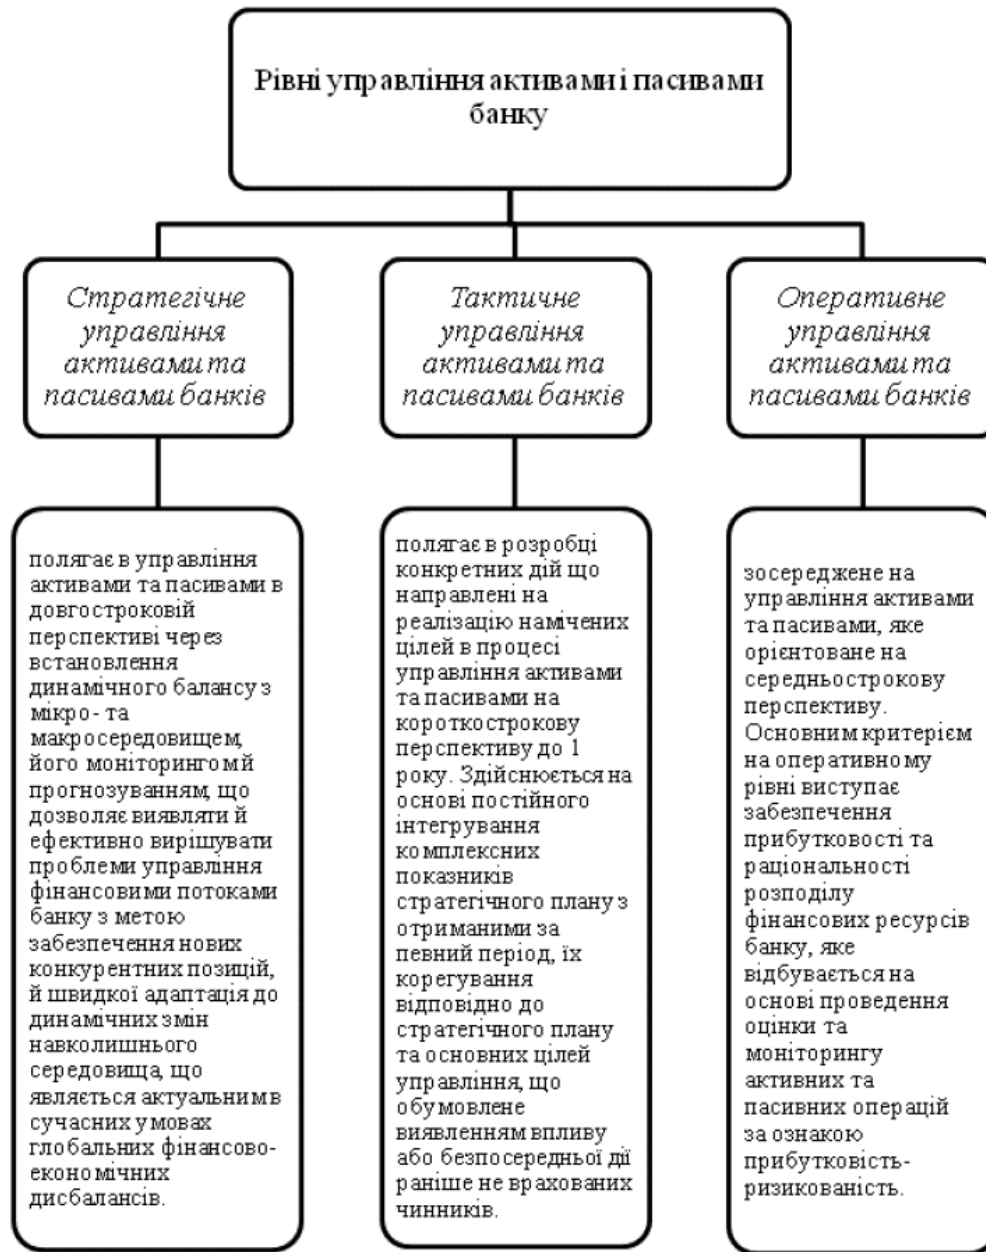 Рівні управління активами і пасивами
банку
Стратегічне
управління
активами та
пасивами банків
Тактичне
управління
активами та
пасивами банків
Оперативне
управління
активами та
пасивами банків
полягає в управління
активами та пасивами в
довгостроковій
перспективі через
встановлення
динамічного балансу з
мікро- та
макросередовищем,
його моніторингом й
прогнозуванням, що
дозволяє виявляти й
ефективно вирішувати
проблеми управління
фінансовими потоками
банку з метою
забезпечення нових
конкурентних позицій,
й швидкої адаптація до
динамічних змін
навколишнього
середовища, що
являється актуальним в
сучасних умовах
глобальних фінансово-
економічних
дисбалансів.
полягає в розробці
конкретних дій що
направлені на
реалізацію намічених
цілей в процесі
управління активами
та пасивами на
короткострокову
перспективу до 1
року. Здійснюється на
основі постійного
інтегрування
комплексних
показників
стратегічного плану з
отриманими за
певний період, їх
корегування
відповідно до
стратегічного плану
та основних цілей
управління, що
обумовлене
виявленням впливу
або безпосередньої дії
раніше не врахованих
чинників.
зосереджене на
управління активами
та пасивами, яке
орієнтоване на
середньострокову
перспективу.
Основним критерієм
на оперативному
рівні виступає
забезпечення
прибутковості та
раціональності
розподілу
фінансових ресурсів
банку, яке
відбувається на
основі проведення
оцінки та
моніторингу
активних та
пасивних операцій
за ознакою
прибутковість-
ризикованість.